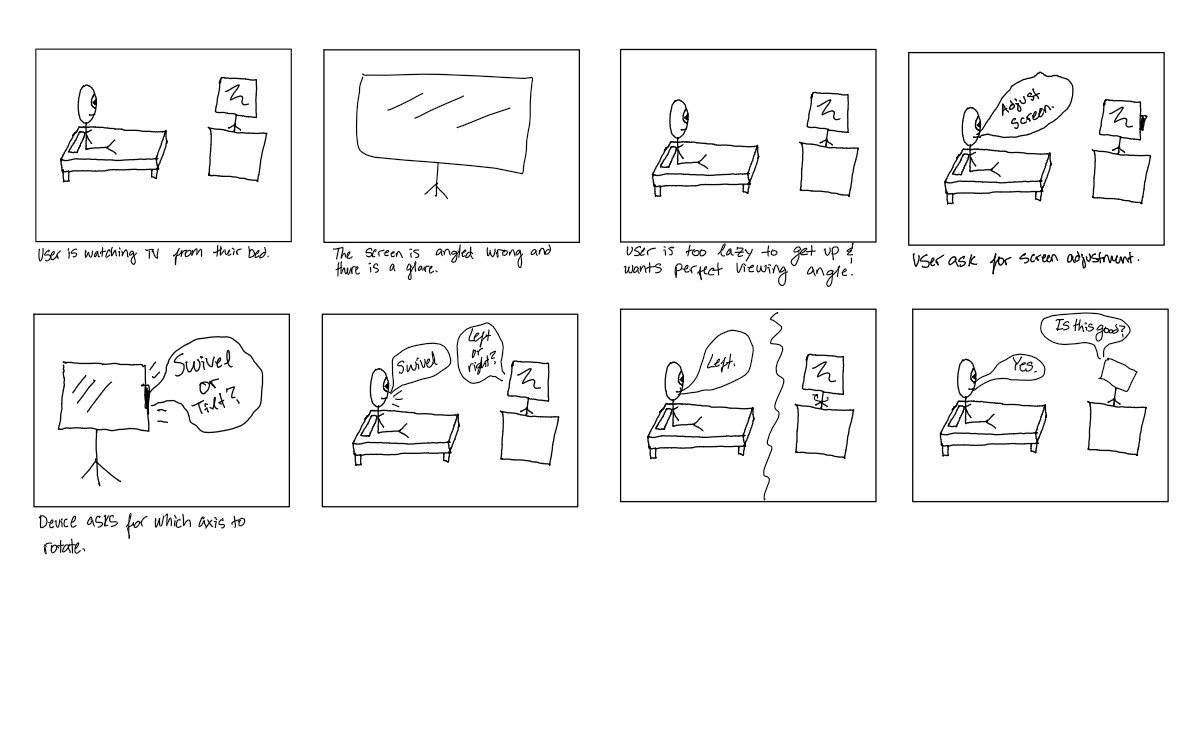 User is watching TV from their bed.
The screen is angled wrong and
there is a glare.
User is too lazy to get up &
wants perfect viewing angle.
Adjust
screen.
User ask for screen adjustment.
Swivel
or
Tilt?
Device asks for which axis to
rotate.
Swivel
Left
or
right?
Left.
Is this good?
Yes.